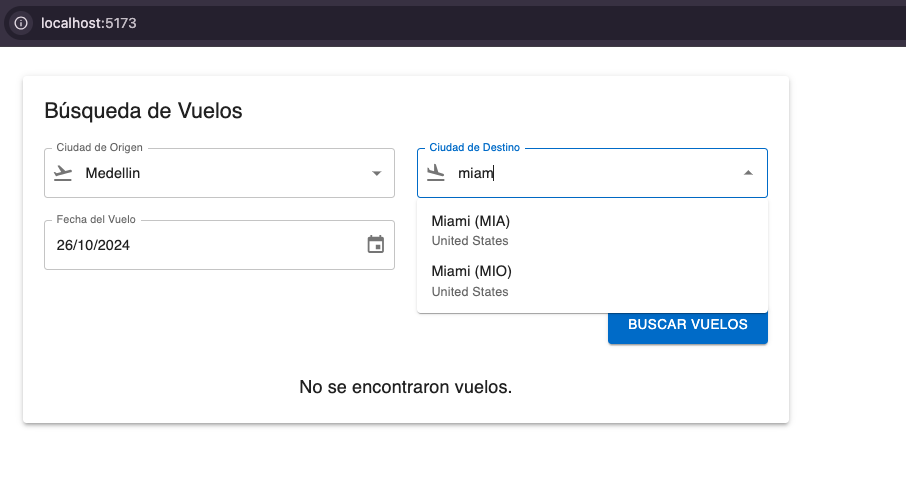 localhost:5173
Búsqueda de Vuelos
Ciudad de Origen
Medellin
Ciudad de Destino
miam
Miami (MIA)
United States
Miami (MIO)
United States
Fecha del Vuelo
26/10/2024
BUSCAR VUELOS
No se encontraron vuelos.